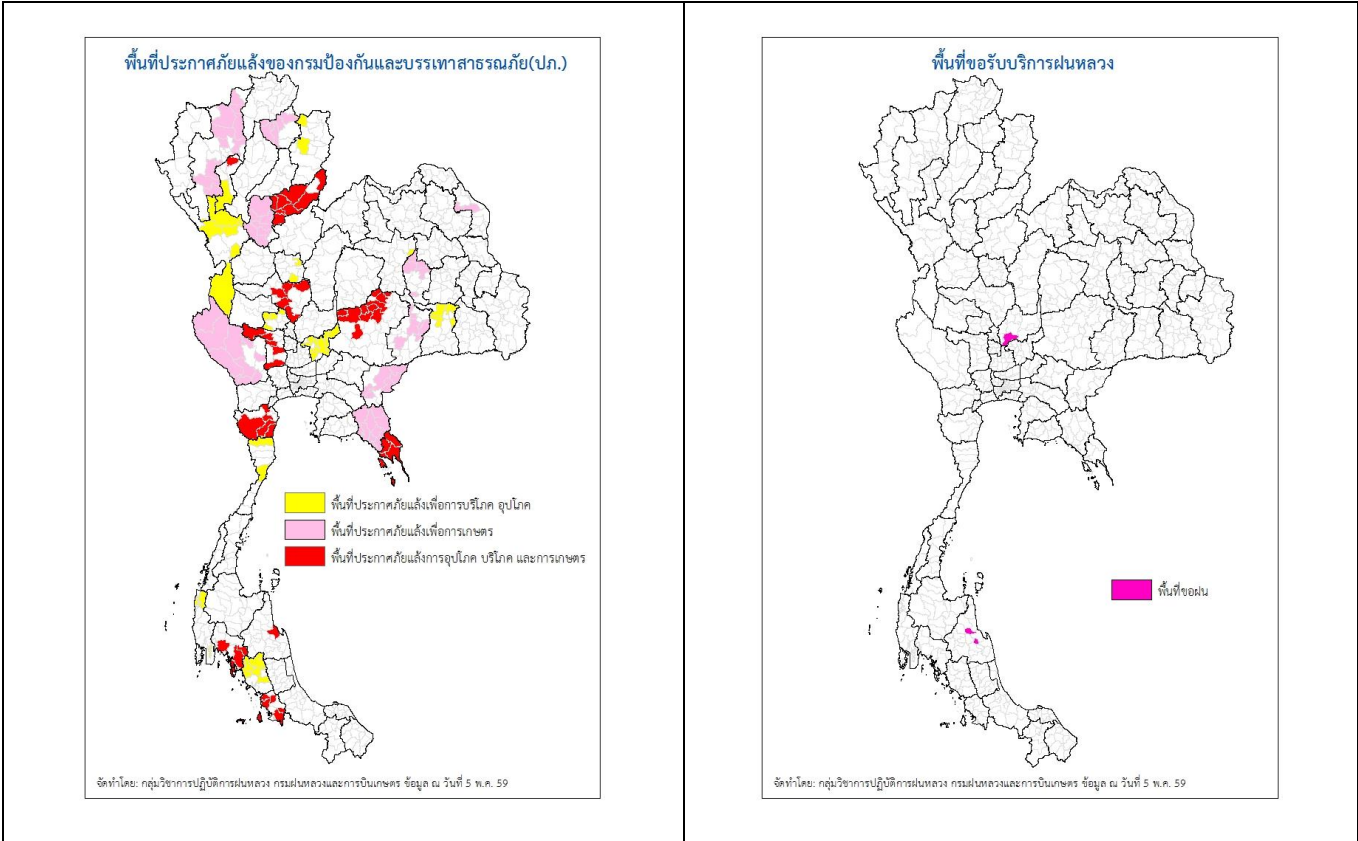 พื้นที่ประกาศภัยแล้งของกรมป้องกันและบรรเทาสาธารณภัย(ปภ.)
พื้นที่ประกาศภัยแล้งเพื่อการบริโภค อุปโภค
พื้นที่ประกาศภัยแล้งเพื่อการเกษตร
พื้นที่ประกาศภัยแล้งการอุปโภค บริโภค และการเกษตร
จัดทำโดย: กลุ่มวิชาการปฏิบัติการฝนหลวง กรมฝนหลวงและการบินเกษตร ข้อมูล ณ วันที่ 5 พ.ค. 59
พื้นที่ขอรับบริการฝนหลวง
พื้นที่ขอฝน
จัดทำโดย: กลุ่มวิชาการปฏิบัติการฝนหลวง กรมฝนหลวงและการบินเกษตร ข้อมูล ณ วันที่ 5 พ.ค. 59